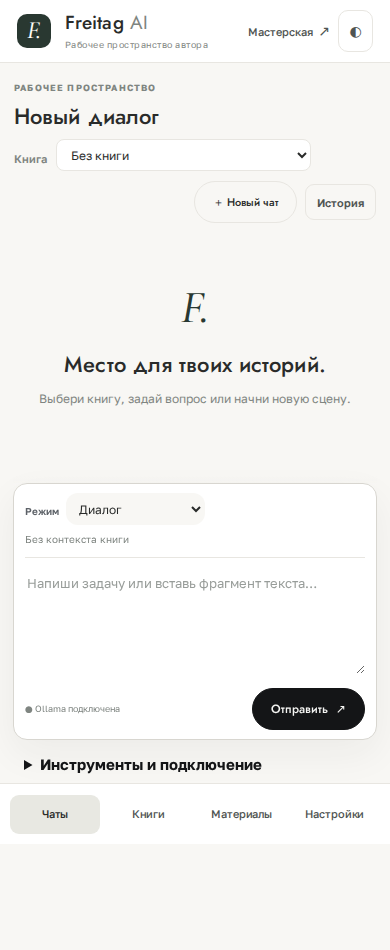 F. Freitag AI
Рабочее пространство автора
Мастерская ↗
РАБОЧЕЕ ПРОСТРАНСТВО
Новый диалог
Книга Без книги
+ Новый чат История
F.
Место для твоих историй.
Выбери книгу, задай вопрос или начни новую сцену.
Режим Диалог
Без контекста книги
Напиши задачу или вставь фрагмент текста...
Ollama подключена
Отправить ↗
Инструменты и подключение
Чаты Книги Материалы Настройки